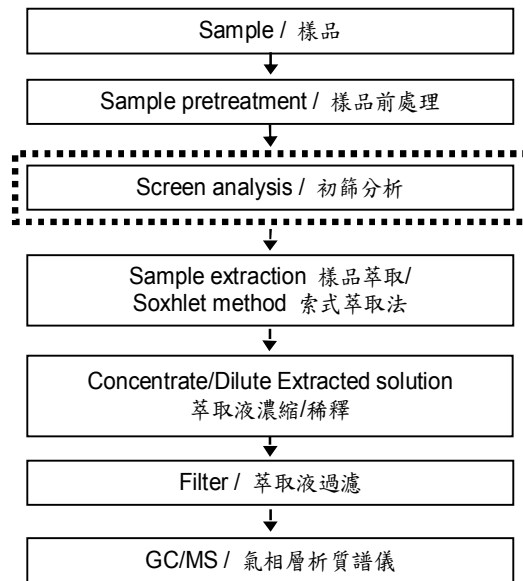 Sample / 樣品
Sample pretreatment / 樣品前處理
Screen analysis / 初篩分析
Sample extraction 樣品萃取/
Soxhlet method 索式萃取法
Concentrate/Dilute Extracted solution
萃取液濃縮/稀釋
Filter / 萃取液過濾
GC/MS / 氣相層析質譜儀